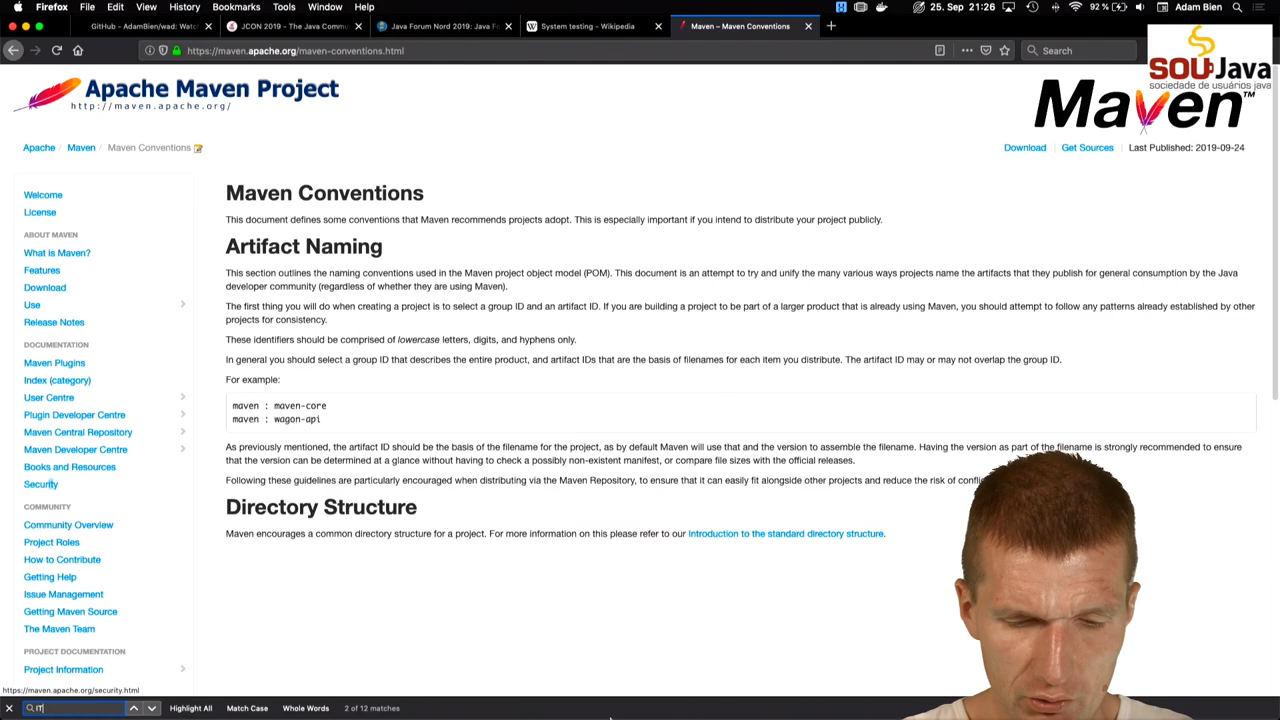 Firefox File Edit View History Bookmarks Tools Window Help 25. Sep 21:26 92 % Adam Bien
GitHub - AdamBien/wad: Watc
JCON 2019 - The Java Commu
Java Forum Nord 2019: Java F
System testing - Wikipedia
Maven – Maven Conventions
https://maven.apache.org/maven-conventions.html
Search
SOUJava
sociedade de usuários java
Apache Maven Project
http://maven.apache.org/
Maven™
Apache / Maven / Maven Conventions
Download | Get Sources | Last Published: 2019-09-24
Welcome
License
ABOUT MAVEN
What is Maven?
Features
Download
Use
Release Notes
DOCUMENTATION
Maven Plugins
Index (category)
User Centre
Plugin Developer Centre
Maven Central Repository
Maven Developer Centre
Books and Resources
Security
COMMUNITY
Community Overview
Project Roles
How to Contribute
Getting Help
Issue Management
Getting Maven Source
The Maven Team
PROJECT DOCUMENTATION
Project Information
Maven Conventions
This document defines some conventions that Maven recommends projects adopt. This is especially important if you intend to distribute your project publicly.
Artifact Naming
This section outlines the naming conventions used in the Maven project object model (POM). This document is an attempt to try and unify the many various ways projects name the artifacts that they publish for general consumption by the Java
developer community (regardless of whether they are using Maven).
The first thing you will do when creating a project is to select a group ID and an artifact ID. If you are building a project to be part of a larger product that is already using Maven, you should attempt to follow any patterns already established by other
projects for consistency.
These identifiers should be comprised of lowercase letters, digits, and hyphens only.
In general you should select a group ID that describes the entire product, and artifact IDs that are the basis of filenames for each item you distribute. The artifact ID may or may not overlap the group ID.
For example:
maven : maven-core
maven : wagon-api
As previously mentioned, the artifact ID should be the basis of the filename for the project, as by default Maven will use that and the version to assemble the filename. Having the version as part of the filename is strongly recommended to ensure
that the version can be determined at a glance without having to check a possibly non-existent manifest, or compare file sizes with the official releases.
Following these guidelines are particularly encouraged when distributing via the Maven Repository, to ensure that it can easily fit alongside other projects and reduce the risk of confli
Directory Structure
Maven encourages a common directory structure for a project. For more information on this please refer to our Introduction to the standard directory structure.
https://maven.apache.org/security.html
IT
Highlight All Match Case Whole Words 2 of 12 matches